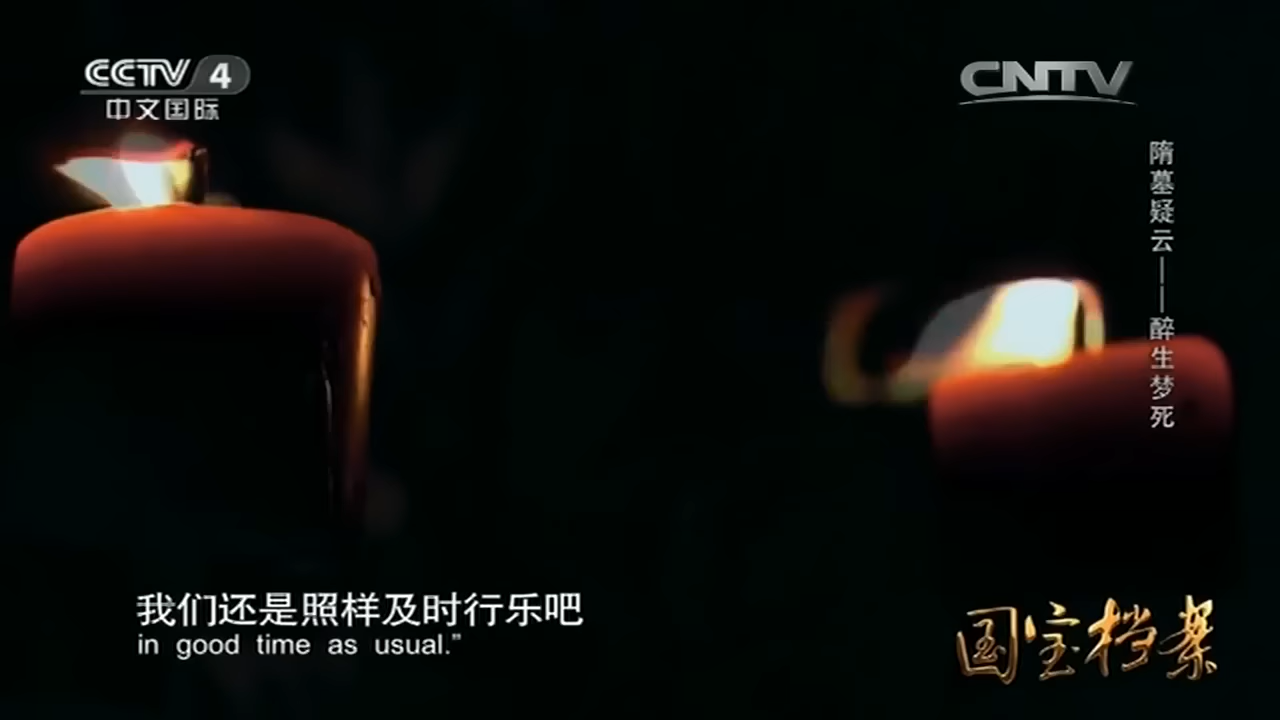 CCTV 4
中文国际
CNTV
隋墓疑云——醉生梦死
我们还是照样及时行乐吧
in good time as usual.”
国宝档案